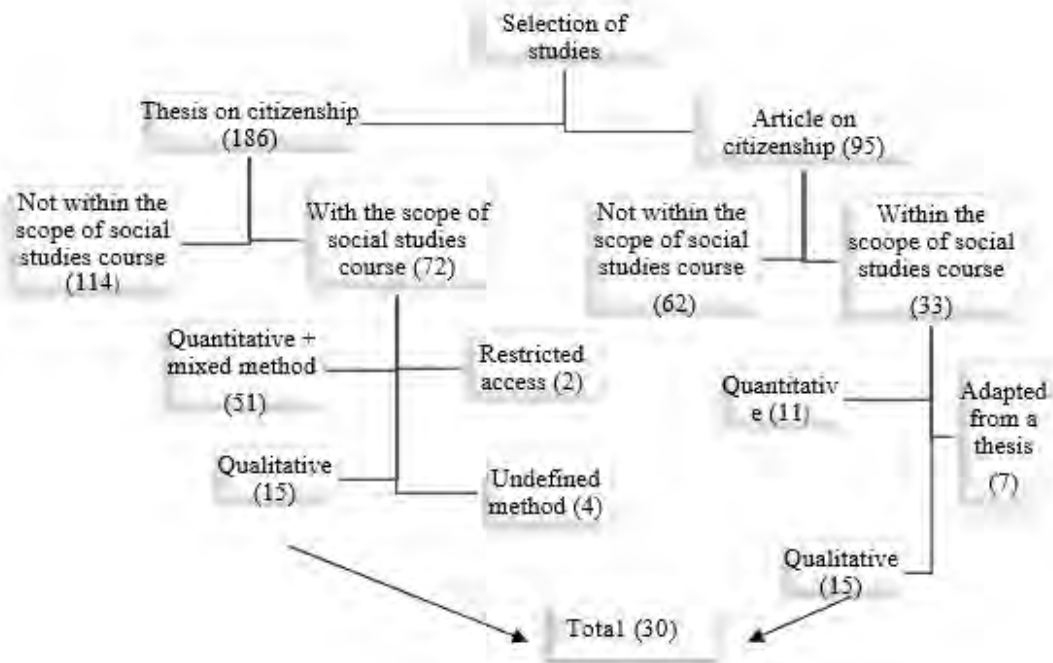 Selection of
studies
Thesis on citizenship
(186)
Article on
citizenship (95)
Not within the
scope of social
studies course
(114)
With the scope of
social studies
course (72)
Not within the
scope of social
studies course
(62)
Within the
scoope of social
studies course
(33)
Quantitative +
mixed method
(51)
Restricted
access (2)
Quantitativ
e (11)
Adapted
from a
thesis
(7)
Qualitative
(15)
Undefined
method (4)
Qualitative
(15)
Total (30)